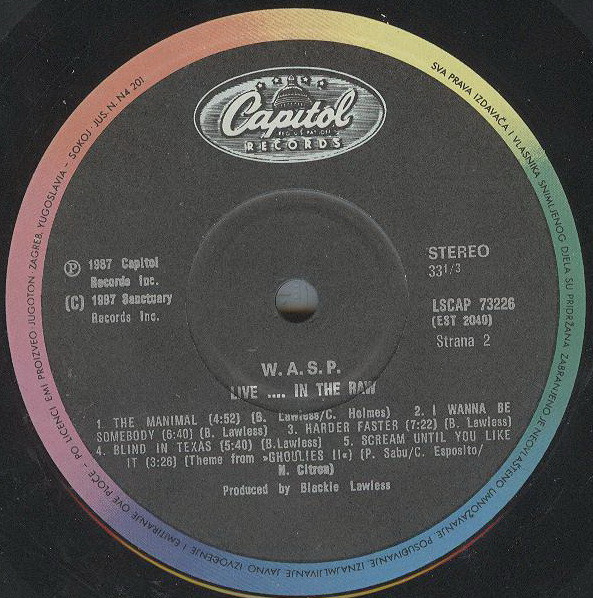 Capitol
REG. U.S. PAT. OFF.
RECORDS
SVA PRAVA IZDAVAČA I VLASNIKA SNIMLJENOG DJELA SU PRIDRŽANA ZABRANJENO JE NEOVLAŠTENO UMNOŽAVANJE POSUĐIVANJE IZNAJMLJIVANJE JAVNO IZVOĐENJE I EMITIRANJE OVE PLOČE – PO LICENCI EMI PROIZVEO JUGOTON ZAGREB, YUGOSLAVIA – SOKOJ · JUS. N. N4 201
Ⓟ 1987 Capitol
Records Inc.
(C) 1997 Sanctuary
Records Inc.
STEREO
33 1/3
LSCAP 73226
(EST 2040)
Strana 2
W. A. S. P.
LIVE .... IN THE RAW
1 THE MANIMAL (4:52) (B. Lawless/C. Holmes) 2. I WANNA BE
SOMEBODY (6:40) (B. Lawless) 3. HARDER FASTER (7:22) (B. Lawless)
4. BLIND IN TEXAS (5:40) (B.Lawless) 5. SCREAM UNTIL YOU LIKE
IT (3:26) (Theme from »GHOULIES II«) (P. Sabu/C. Esposito/
N. Citron)
Produced by Blackie Lawless